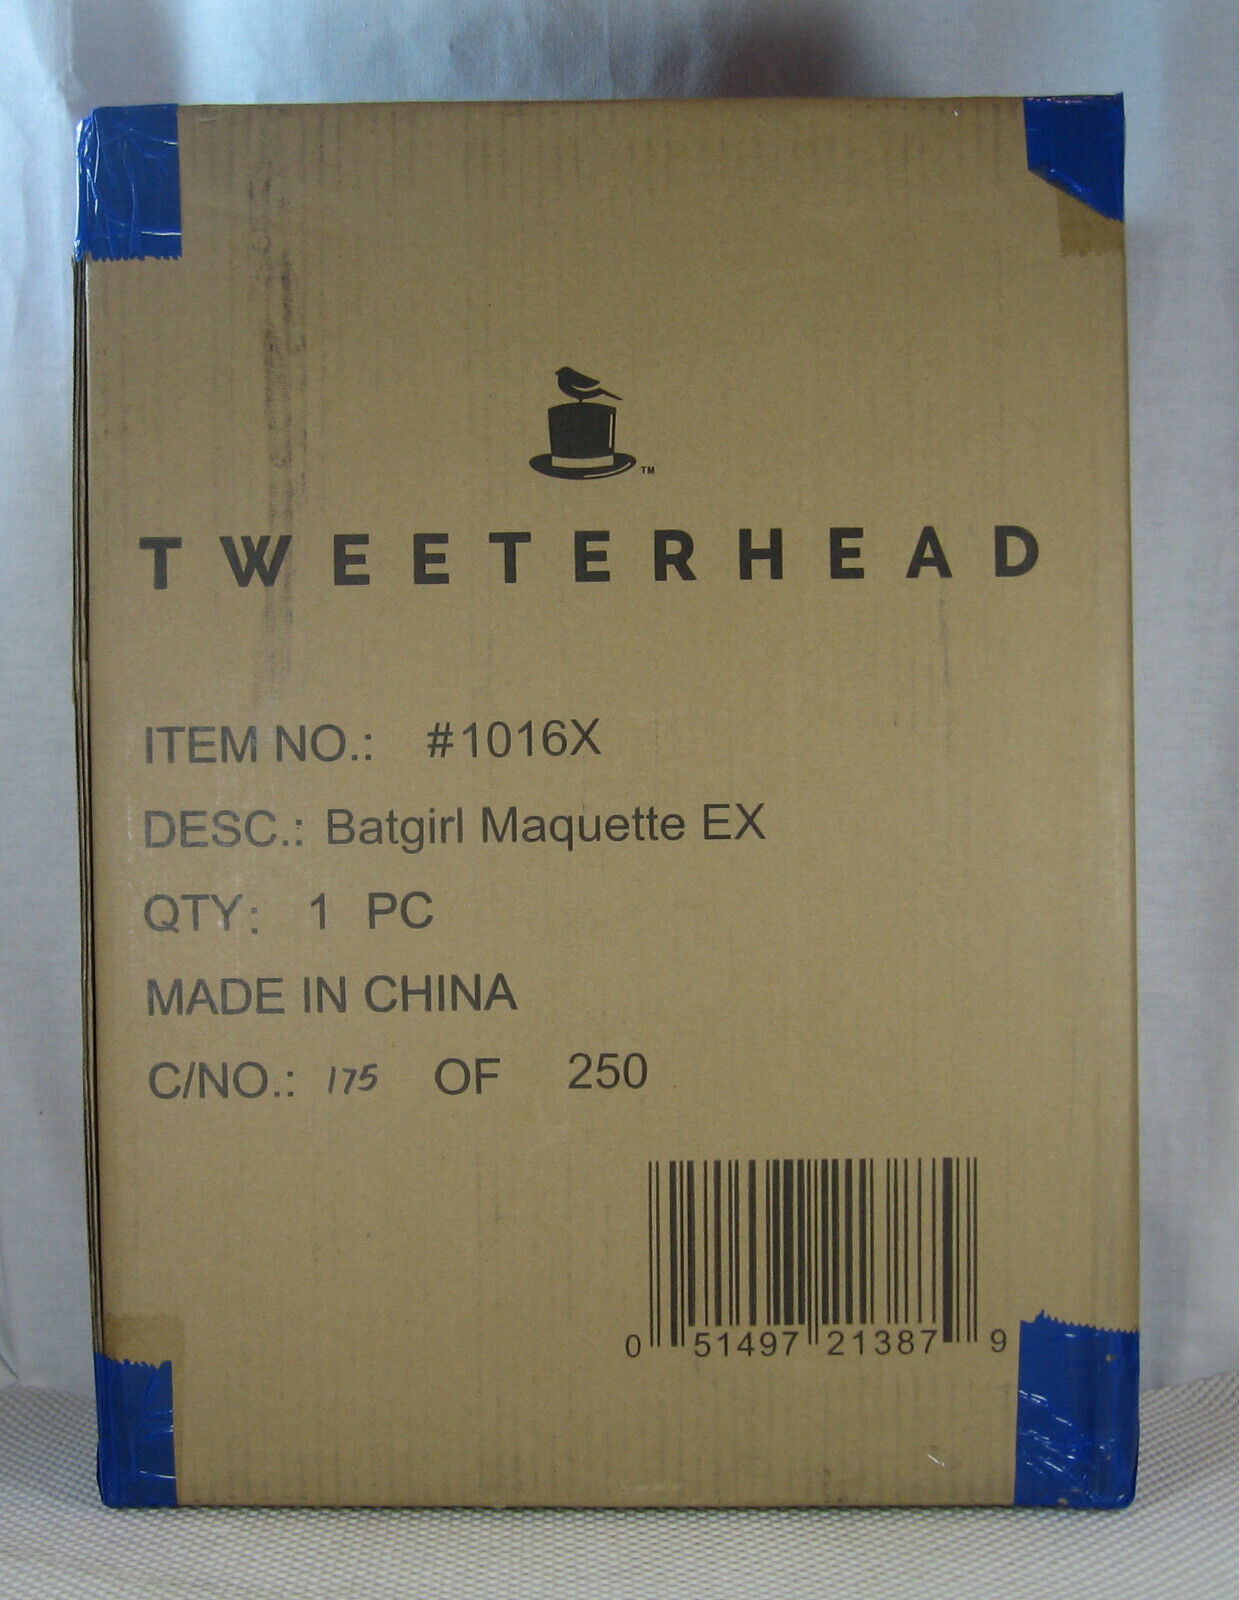 TM
TWEETERHEAD
ITEM NO.: #1016X
DESC.: Batgirl Maquette EX
QTY: 1 PC
MADE IN CHINA
C/NO.: 175 OF 250
0 51497 21387 9